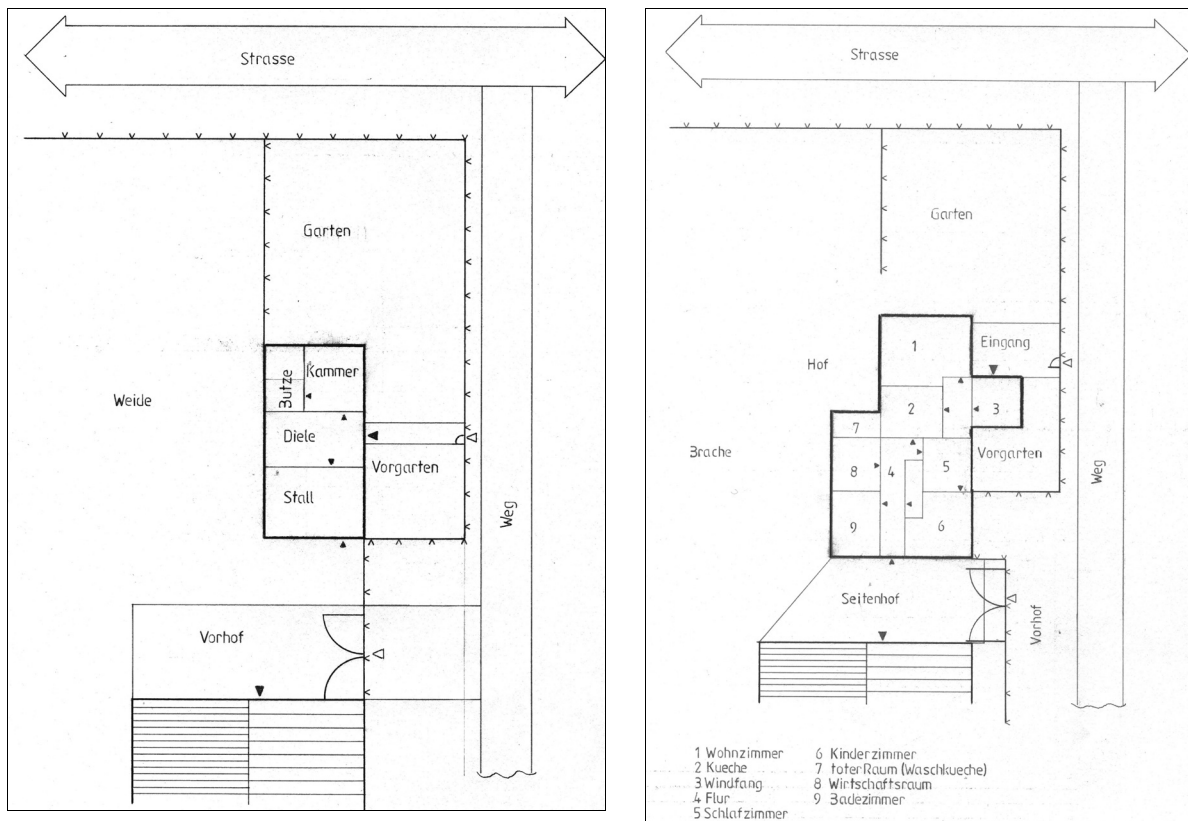 Strasse
Garten
Butze
Kammer
Weide
Diele
Vorgarten
Stall
Weg
Vorhof
Strasse
Garten
Eingang
1
Hof
2
3
7
Brache
Vorgarten
8
4
5
Weg
9
6
Seitenhof
Vorhof
1 Wohnzimmer
2 Kueche
3 Windfang
4 Flur
5 Schlafzimmer
6 Kinderzimmer
7 toter Raum (Waschkueche)
8 Wirtschaftsraum
9 Badezimmer